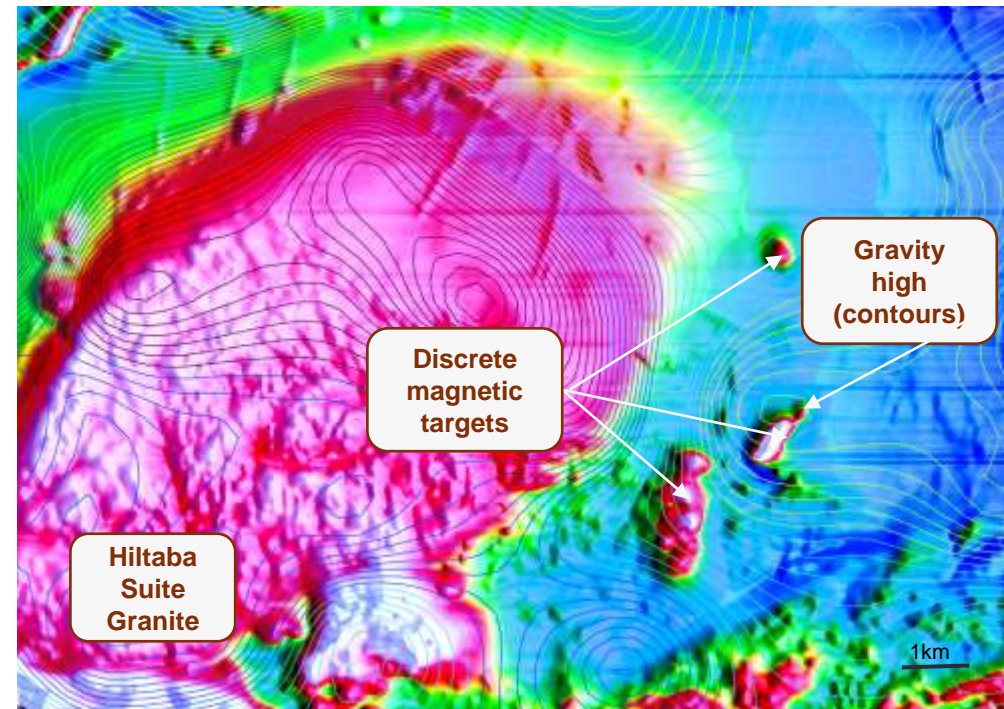 Gravity
high
(contours)
Discrete
magnetic
targets
Hiltaba
Suite
Granite
1km